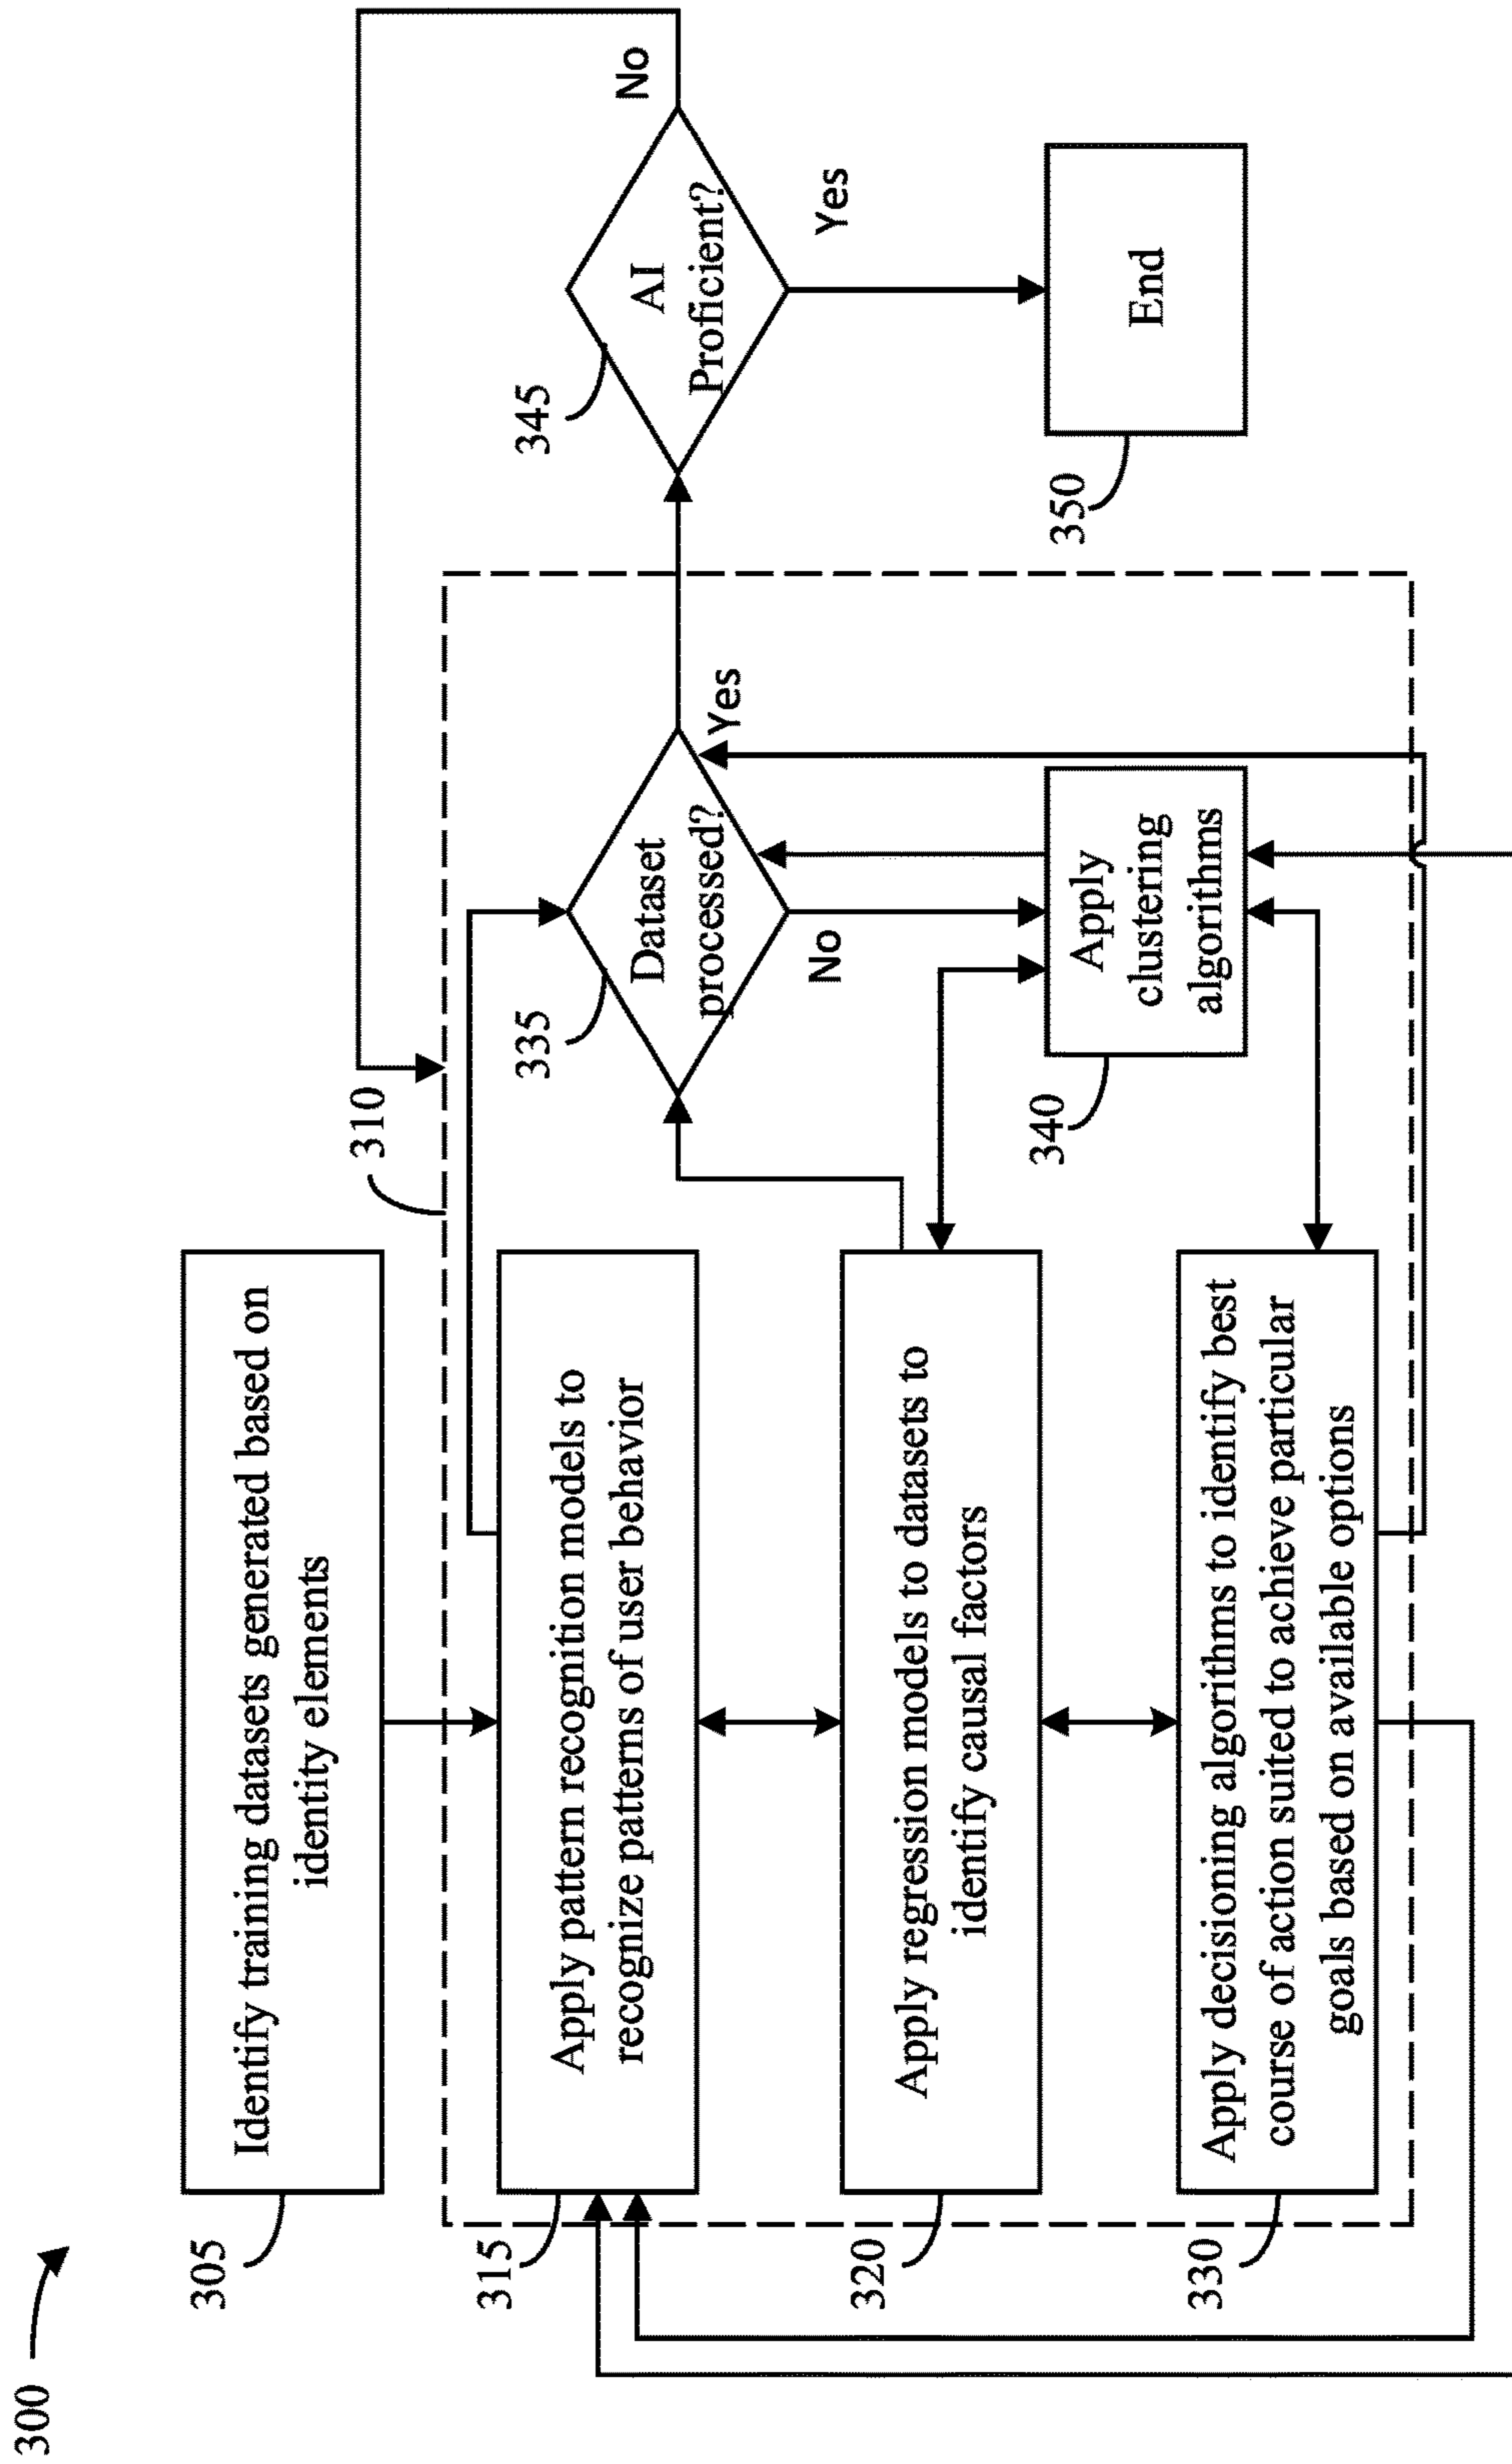 300
305
Identify training datasets generated based on
identity elements
310
315
Apply pattern recognition models to
recognize patterns of user behavior
320
Apply regression models to datasets to
identify causal factors
330
Apply decisioning algorithms to identify best
course of action suited to achieve particular
goals based on available options
335
Dataset
processed?
Yes
No
340
Apply
clustering
algorithms
345
AI
Proficient?
No
Yes
350
End